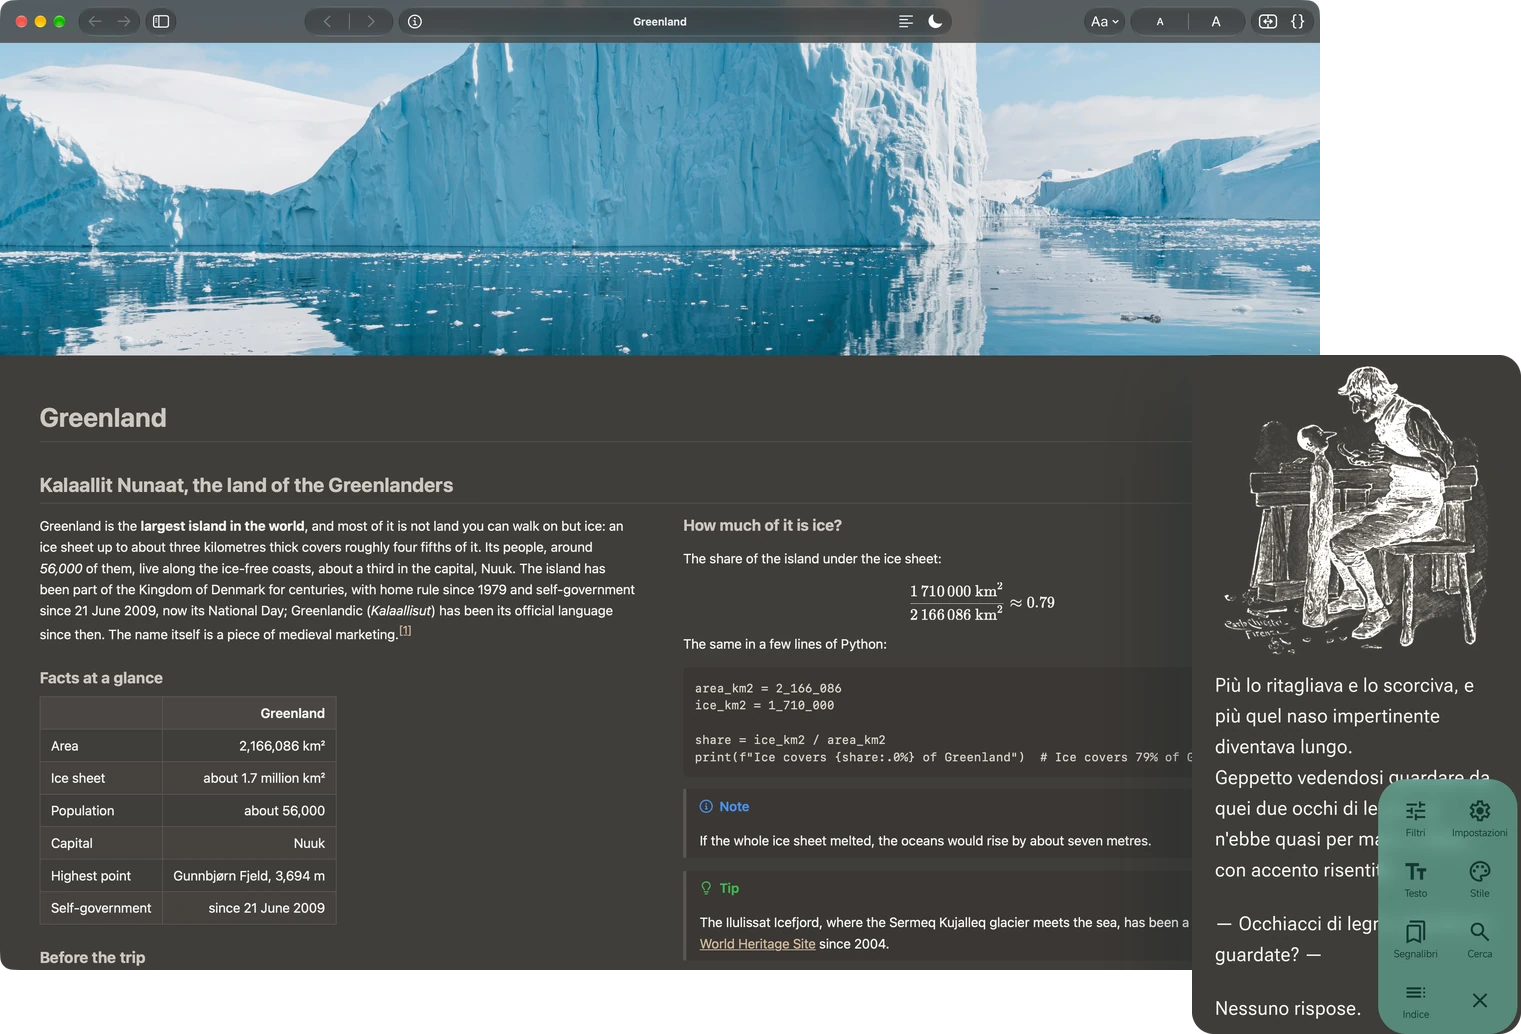 Greenland
Aa
A
A
{}
Greenland
Kalaallit Nunaat, the land of the Greenlanders
Greenland is the largest island in the world, and most of it is not land you can walk on but ice: an
ice sheet up to about three kilometres thick covers roughly four fifths of it. Its people, around
56,000 of them, live along the ice-free coasts, about a third in the capital, Nuuk. The island has
been part of the Kingdom of Denmark for centuries, with home rule since 1979 and self-government
since 21 June 2009, now its National Day; Greenlandic (Kalaallisut) has been its official language
since then. The name itself is a piece of medieval marketing.[1]
Facts at a glance
Greenland
Area 2,166,086 km²
Ice sheet about 1.7 million km²
Population about 56,000
Capital Nuuk
Highest point Gunnbjørn Fjeld, 3,694 m
Self-government since 21 June 2009
Before the trip
How much of it is ice?
The share of the island under the ice sheet:
1 710 000 km²
2 166 086 km² ≈ 0.79
The same in a few lines of Python:
area_km2 = 2_166_086
ice_km2 = 1_710_000
share = ice_km2 / area_km2
print(f"Ice covers {share:.0%} of Greenland")  # Ice covers 79% of G
Note
If the whole ice sheet melted, the oceans would rise by about seven metres.
Tip
The Ilulissat Icefjord, where the Sermeq Kujalleq glacier meets the sea, has been a
World Heritage Site since 2004.
Firenze
Più lo ritagliava e lo scorciva, e
più quel naso impertinente
diventava lungo.
Geppetto vedendosi guardare da
quei due occhi di le
n'ebbe quasi per ma
con accento risentit
— Occhiacci di legr
guardate? —
Nessuno rispose.
Filtri Impostazioni
Testo Stile
Segnalibri Cerca
Indice